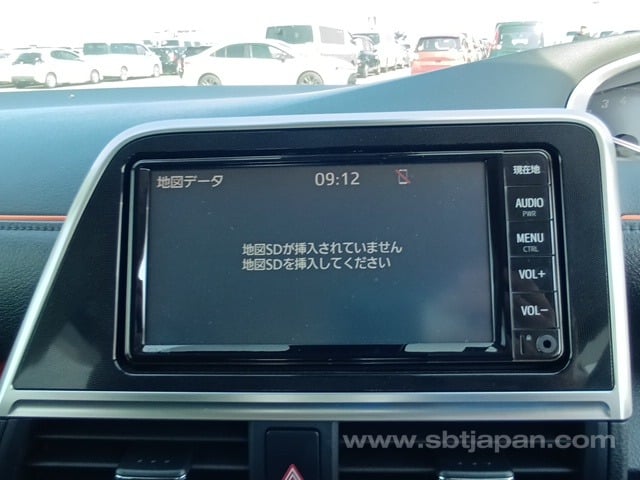 地図データ 09:12
地図SDが挿入されていません
地図SDを挿入してください
現在地
AUDIO
PWR
MENU
CTRL
VOL+
VOL-
3 4
www.sbtjapan.com